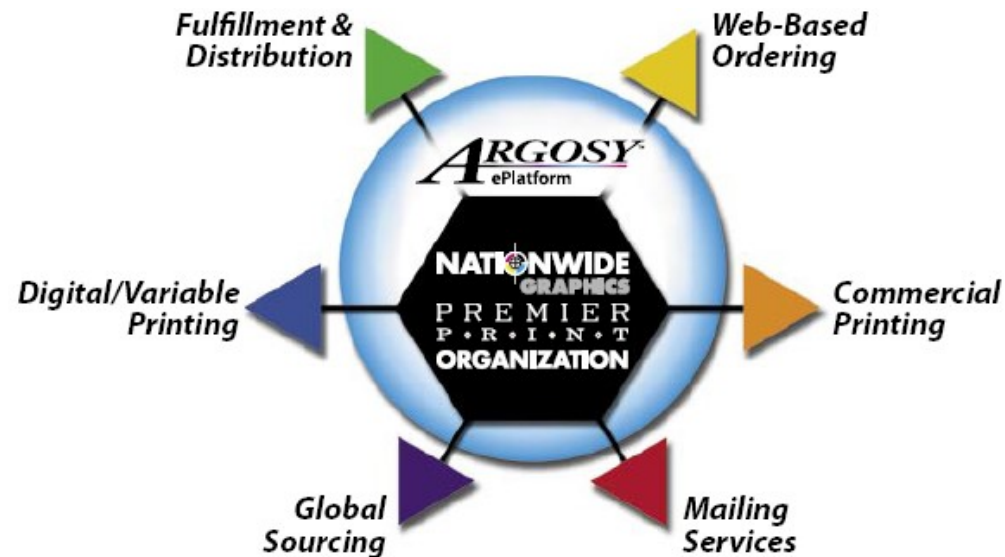 Fulfillment &
Distribution
Web-Based
Ordering
ARGOSY™
ePlatform
NATIONWIDE
GRAPHICS
PREMIER
P•R•I•N•T
ORGANIZATION
Digital/Variable
Printing
Commercial
Printing
Global
Sourcing
Mailing
Services